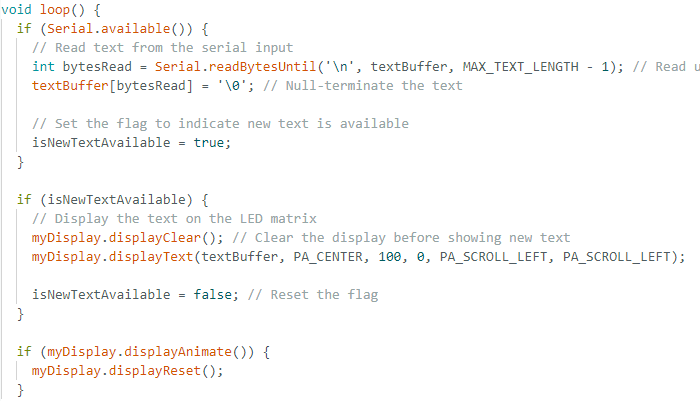 void loop() {
if (Serial.available()) {
// Read text from the serial input
int bytesRead = Serial.readBytesUntil('\n', textBuffer, MAX_TEXT_LENGTH - 1); // Read u
textBuffer[bytesRead] = '\0'; // Null-terminate the text
// Set the flag to indicate new text is available
isNewTextAvailable = true;
}
if (isNewTextAvailable) {
// Display the text on the LED matrix
myDisplay.displayClear(); // Clear the display before showing new text
myDisplay.displayText(textBuffer, PA_CENTER, 100, 0, PA_SCROLL_LEFT, PA_SCROLL_LEFT);
isNewTextAvailable = false; // Reset the flag
}
if (myDisplay.displayAnimate()) {
myDisplay.displayReset();
}